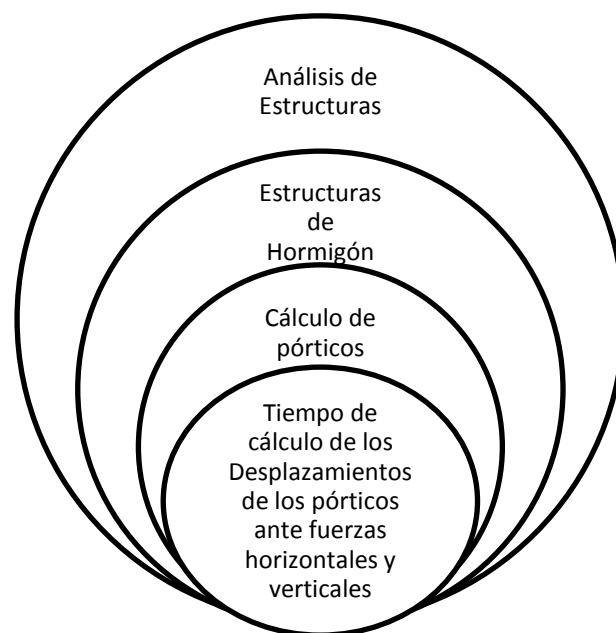 Análisis de
Estructuras
Estructuras
de
Hormigón
Cálculo de
pórticos
Tiempo de
cálculo de los
Desplazamientos
de los pórticos
ante fuerzas
horizontales y
verticales